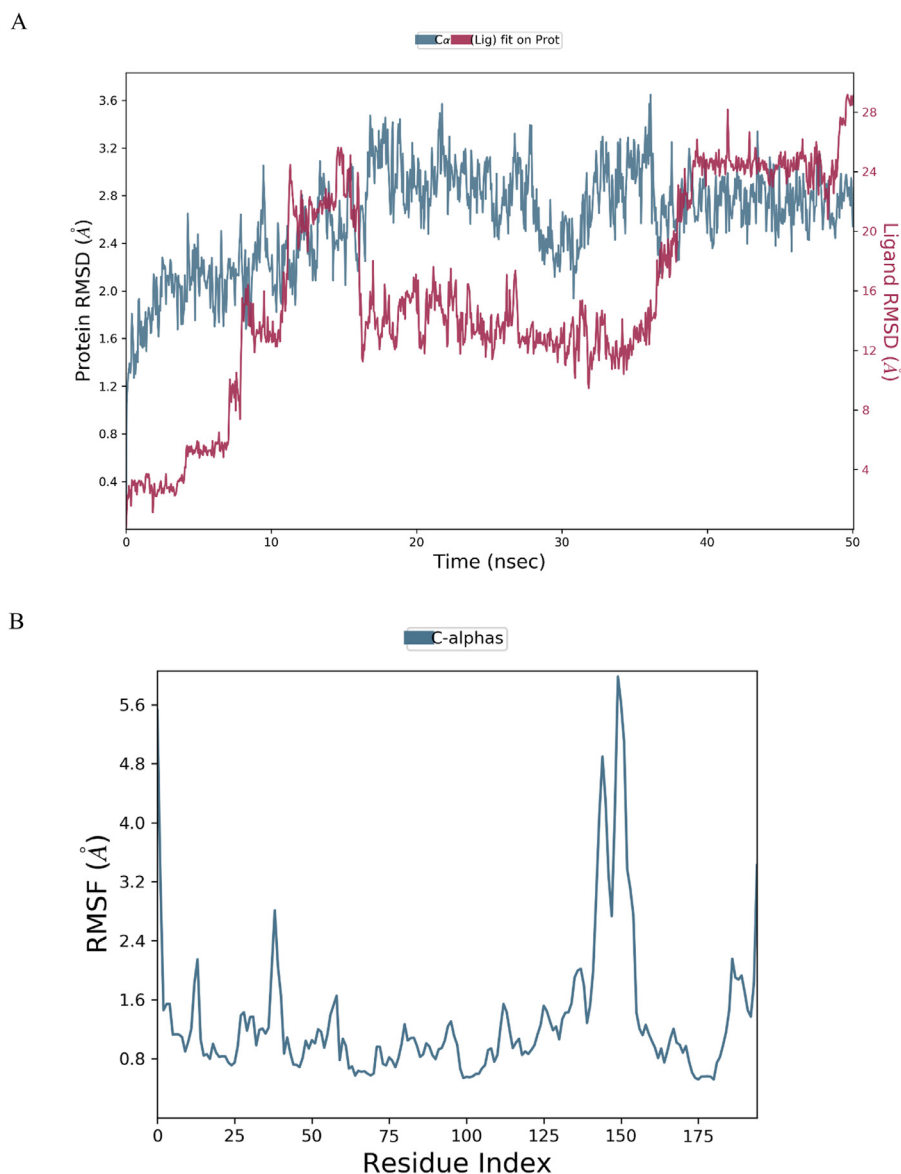 A
Cα (Lig) fit on Prot
Protein RMSD (Å)
3.6
3.2
2.8
2.4
2.0
1.6
1.2
0.8
0.4
28
24
20
16
12
8
4
Ligand RMSD (Å)
0 10 20 30 40 50
Time (nsec)
B
C-alphas
RMSF (Å)
5.6
4.8
4.0
3.2
2.4
1.6
0.8
0 25 50 75 100 125 150 175
Residue Index